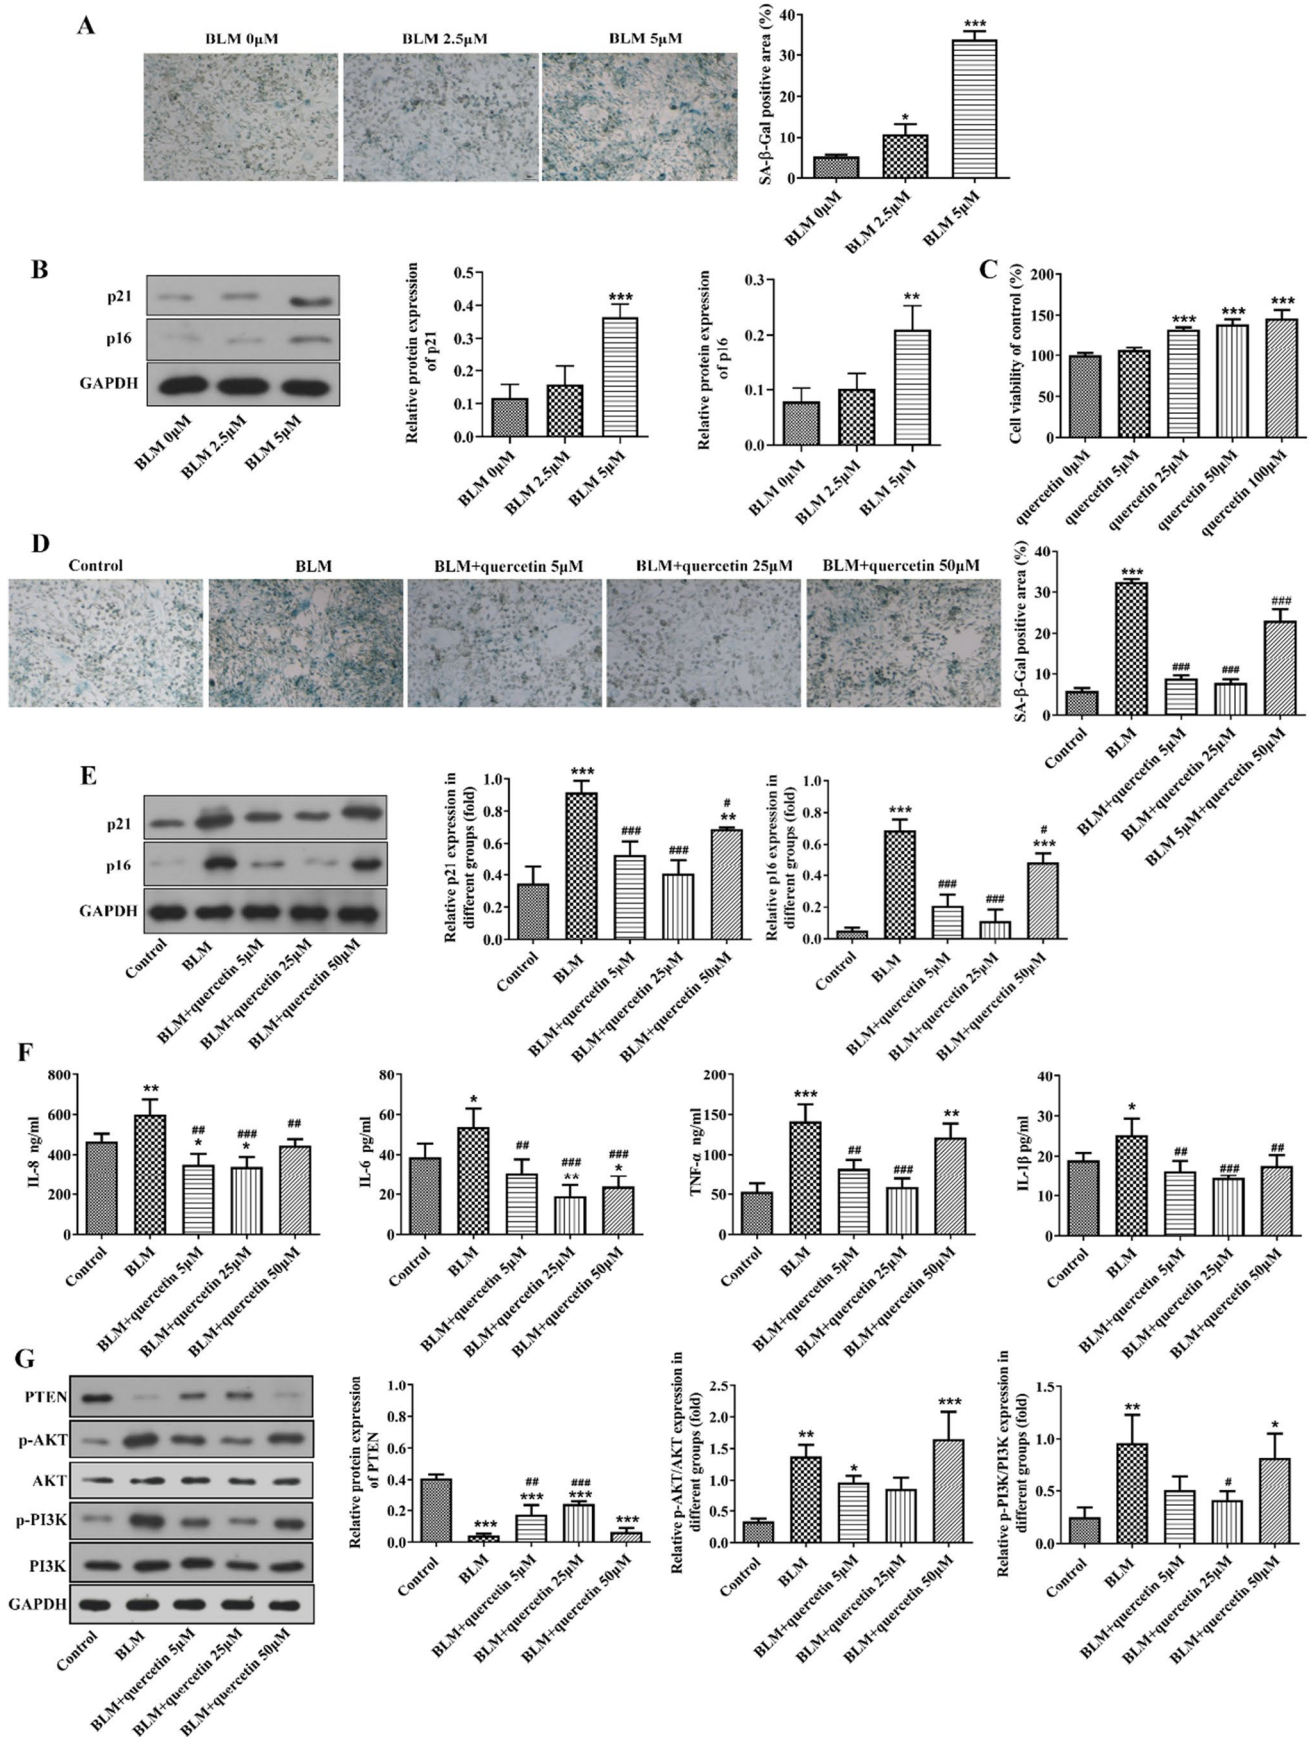 A
BLM 0μM
BLM 2.5μM
BLM 5μM
SA-β-Gal positive area (%)
40
30
20
10
0
*
***
BLM 0μM
BLM 2.5μM
BLM 5μM
B
p21
p16
GAPDH
BLM 0μM
BLM 2.5μM
BLM 5μM
Relative protein expression
of p21
0.5
0.4
0.3
0.2
0.1
0.0
***
BLM 0μM
BLM 2.5μM
BLM 5μM
Relative protein expression
of p16
0.3
0.2
0.1
0.0
**
BLM 0μM
BLM 2.5μM
BLM 5μM
C
Cell viability of control (%)
200
150
100
50
0
***
***
***
quercetin 0μM
quercetin 5μM
quercetin 25μM
quercetin 50μM
quercetin 100μM
D
Control
BLM
BLM+quercetin 5μM
BLM+quercetin 25μM
BLM+quercetin 50μM
SA-β-Gal positive area (%)
40
30
20
10
0
***
###
###
###
Control
BLM
BLM+quercetin 5μM
BLM+quercetin 25μM
BLM 5μM+quercetin 50μM
E
p21
p16
GAPDH
Control
BLM
BLM+quercetin 5μM
BLM+quercetin 25μM
BLM+quercetin 50μM
Relative p21 expression in
different groups (fold)
1.0
0.8
0.6
0.4
0.2
0.0
***
###
###
#
**
Control
BLM
BLM+quercetin 5μM
BLM+quercetin 25μM
BLM+quercetin 50μM
Relative p16 expression in
different groups (fold)
1.0
0.8
0.6
0.4
0.2
0.0
***
###
###
#
***
Control
BLM
BLM+quercetin 5μM
BLM+quercetin 25μM
BLM+quercetin 50μM
F
IL-8 ng/ml
800
600
400
200
0
**
##
*
###
*
##
Control
BLM
BLM+quercetin 5μM
BLM+quercetin 25μM
BLM+quercetin 50μM
IL-6 pg/ml
80
60
40
20
0
*
##
###
**
###
*
Control
BLM
BLM+quercetin 5μM
BLM+quercetin 25μM
BLM+quercetin 50μM
TNF-α ng/ml
200
150
100
50
0
***
##
###
**
Control
BLM
BLM+quercetin 5μM
BLM+quercetin 25μM
BLM+quercetin 50μM
IL-1β pg/ml
40
30
20
10
0
*
##
###
##
Control
BLM
BLM+quercetin 5μM
BLM+quercetin 25μM
BLM+quercetin 50μM
G
PTEN
p-AKT
AKT
p-PI3K
PI3K
GAPDH
Control
BLM
BLM+quercetin 5μM
BLM+quercetin 25μM
BLM+quercetin 50μM
Relative protein expression
of PTEN
1.0
0.8
0.6
0.4
0.2
0.0
***
##
***
###
***
***
Control
BLM
BLM+quercetin 5μM
BLM+quercetin 25μM
BLM+quercetin 50μM
Relative p-AKT/AKT expression in
different groups (fold)
2.5
2.0
1.5
1.0
0.5
0.0
**
*
***
Control
BLM
BLM+quercetin 5μM
BLM+quercetin 25μM
BLM+quercetin 50μM
Relative p-PI3K/PI3K expression in
different groups (fold)
1.5
1.0
0.5
0.0
**
#
*
Control
BLM
BLM+quercetin 5μM
BLM+quercetin 25μM
BLM+quercetin 50μM